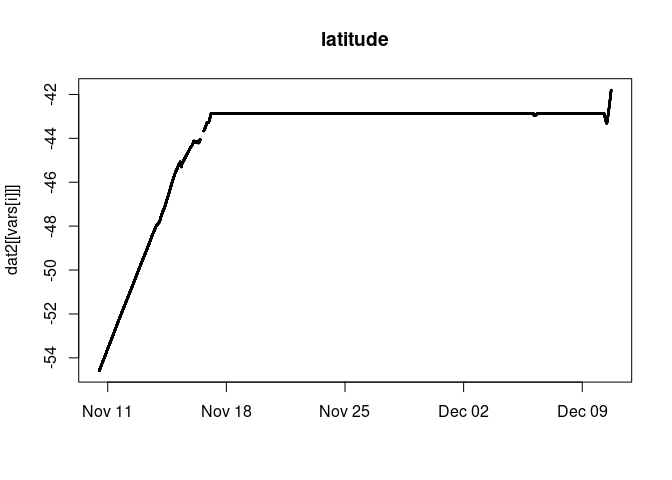 latitude
dat2[[vars[i]]]
-42
-44
-46
-48
-50
-52
-54
Nov 11
Nov 18
Nov 25
Dec 02
Dec 09